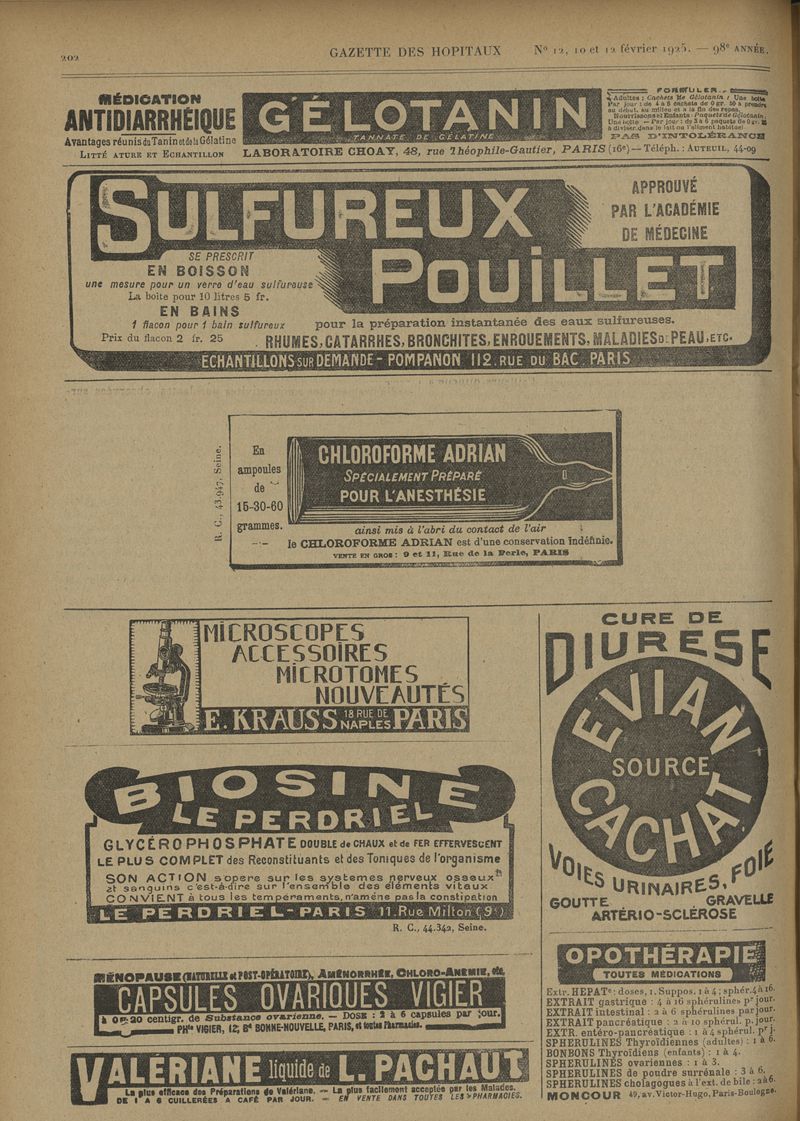 202
GAZETTE DES HOPITAUX
No 12, 10 et 12 février 1925. — 98e ANNÉE.
MÉDICATION
ANTIDIARRHÉIQUE
Avantages réunis du Tanin et de la Gélatine
LITTÉ ATURE ET ECHANTILLON
GÉLOTANIN
TANNATE DE GÉLATINE
LABORATOIRE CHOAY, 48, rue Théophile-Gautier, PARIS (16e) — Téléph. : AUTEUIL, 44-09
FORMULER
Adultes : Cachets de Gélotanin : Une boîte
Par jour : de 4 à 8 cachets de 0 gr. 50 à prendre
au début, au milieu et à la fin des repas.
Nourrissons et Enfants : Paquets de Gélotanin.
Une boîte — Par jour : de 3 à 6 paquets de 0 gr.
à diviser dans le lait ou l'aliment habituel.
PAS D'INTOLÉRANCE
SULFUREUX
POUILLET
APPROUVÉ
PAR L'ACADÉMIE
DE MÉDECINE
SE PRESCRIT
EN BOISSON
une mesure pour un verre d'eau sulfureuse
La boite pour 10 litres 5 fr.
EN BAINS
1 flacon pour 1 bain sulfureux
Prix du flacon 2 fr. 25
pour la préparation instantanée des eaux sulfureuses.
RHUMES, CATARRHES, BRONCHITES, ENROUEMENTS, MALADIES DE PEAU, ETC.
ECHANTILLONS SUR DEMANDE - POMPANON 112. RUE DU BAC. PARIS
R. C., 43.947, Seine.
En
ampoules
de
15-30-60
grammes.
CHLOROFORME ADRIAN
SPÉCIALEMENT PRÉPARÉ
POUR L'ANESTHÉSIE
ainsi mis à l'abri du contact de l'air
le CHLOROFORME ADRIAN est d'une conservation indéfinie.
VENTE EN GROS : 9 et 11, Rue de la Perle, PARIS
MICROSCOPES
ACCESSOIRES
MICROTOMES
NOUVEAUTÉS
E. KRAUSS 18 RUE DE NAPLES PARIS
CURE DE
DIURESE
EVIAN
SOURCE
CACHAT
VOIES URINAIRES, FOIE
GOUTTE GRAVELLE
ARTÉRIO-SCLÉROSE
BIOSINE
LE PERDRIEL
GLYCÉROPHOSPHATE DOUBLE de CHAUX et de FER EFFERVESCENT
LE PLUS COMPLET des Reconstituants et des Toniques de l'organisme
SON ACTION s'opère sur les systèmes nerveux osseux
et sanguins c'est-à-dire sur l'ensemble des éléments vitaux
CONVIENT à tous les tempéraments, n'amène pas la constipation
LE PERDRIEL - PARIS 11. Rue Milton (9e)
R. C., 44.342, Seine.
MÉNOPAUSE (NATURELLE et POST-OPÉRATOIRE), AMÉNORRHÉE, CHLORO-ANEMIE, etc.
CAPSULES OVARIQUES VIGIER
à 0 gr. 20 centigr. de Substance ovarienne. — DOSE : 2 à 6 capsules par jour.
PHie VIGIER, 12, Bd BONNE-NOUVELLE, PARIS, et toutes Pharmacies.
VALÉRIANE liquide de L. PACHAUT
La plus efficace des Préparations de Valériane. — La plus facilement acceptée par les Malades.
DE 1 A 6 CUILLERÉES A CAFÉ PAR JOUR. — EN VENTE DANS TOUTES LES PHARMACIES.
OPOTHÉRAPIE
TOUTES MÉDICATIONS
Extr. HEPAT: doses, 1. Suppos. 1 à 4; sphér. 4 à 16.
EXTRAIT gastrique : 4 à 16 sphérulines pr jour.
EXTRAIT intestinal : 2 à 6 sphérulines par jour.
EXTRAIT pancréatique : 2 à 10 sphérul. p. jour.
EXTR. entéro-pancréatique : 1 à 4 sphérul. pr j.
SPHERULINES Thyroïdiennes (adultes) : 1 à 6.
BONBONS Thyroïdiens (enfants) : 1 à 4.
SPHERULINES ovariennes : 1 à 3.
SPHERULINES de poudre surrénale : 3 à 6.
SPHERULINES cholagogues à l'ext. de bile : 2 à 6.
MONCOUR 49, av. Victor-Hugo, Paris-Boulogne.